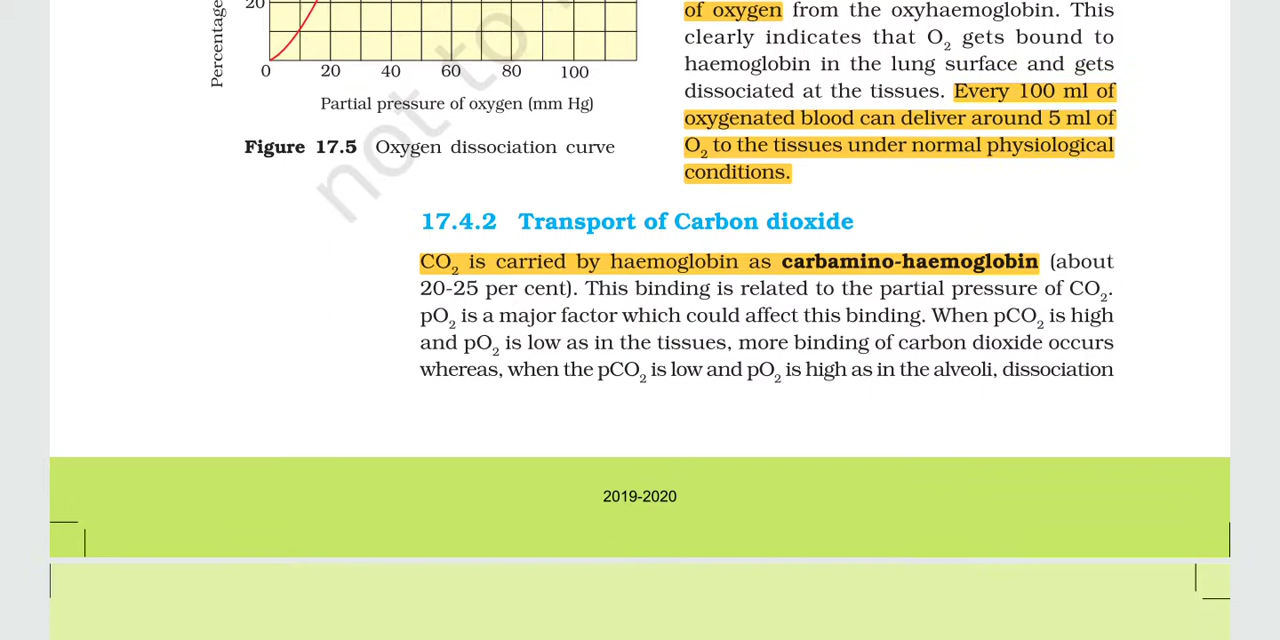 Percentage
20
0 20 40 60 80 100
Partial pressure of oxygen (mm Hg)
Figure 17.5 Oxygen dissociation curve
not to
of oxygen from the oxyhaemoglobin. This
clearly indicates that O2 gets bound to
haemoglobin in the lung surface and gets
dissociated at the tissues. Every 100 ml of
oxygenated blood can deliver around 5 ml of
O2 to the tissues under normal physiological
conditions.
17.4.2 Transport of Carbon dioxide
CO2 is carried by haemoglobin as carbamino-haemoglobin (about
20-25 per cent). This binding is related to the partial pressure of CO2.
pO2 is a major factor which could affect this binding. When pCO2 is high
and pO2 is low as in the tissues, more binding of carbon dioxide occurs
whereas, when the pCO2 is low and pO2 is high as in the alveoli, dissociation
2019-2020